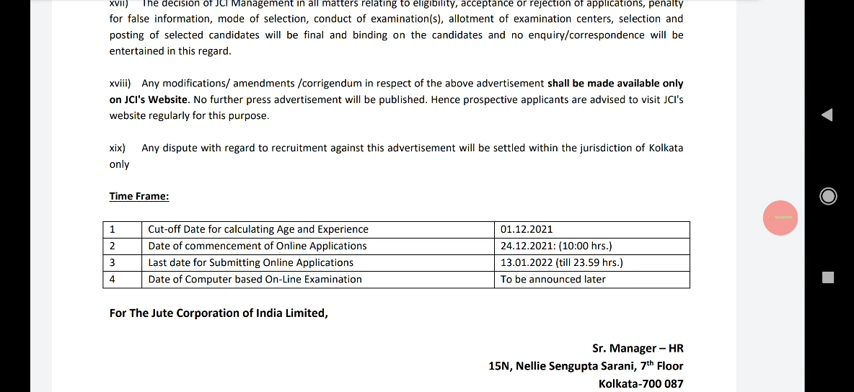 xvii) The decision of JCI Management in all matters relating to eligibility, acceptance or rejection of applications, penalty
for false information, mode of selection, conduct of examination(s), allotment of examination centers, selection and
posting of selected candidates will be final and binding on the candidates and no enquiry/correspondence will be
entertained in this regard.
xviii) Any modifications/ amendments /corrigendum in respect of the above advertisement shall be made available only
on JCI's Website. No further press advertisement will be published. Hence prospective applicants are advised to visit JCI's
website regularly for this purpose.
xix) Any dispute with regard to recruitment against this advertisement will be settled within the jurisdiction of Kolkata
only
Time Frame:
1 Cut-off Date for calculating Age and Experience 01.12.2021
2 Date of commencement of Online Applications 24.12.2021: (10:00 hrs.)
3 Last date for Submitting Online Applications 13.01.2022 (till 23.59 hrs.)
4 Date of Computer based On-Line Examination To be announced later
For The Jute Corporation of India Limited,
Sr. Manager – HR
15N, Nellie Sengupta Sarani, 7th Floor
Kolkata-700 087